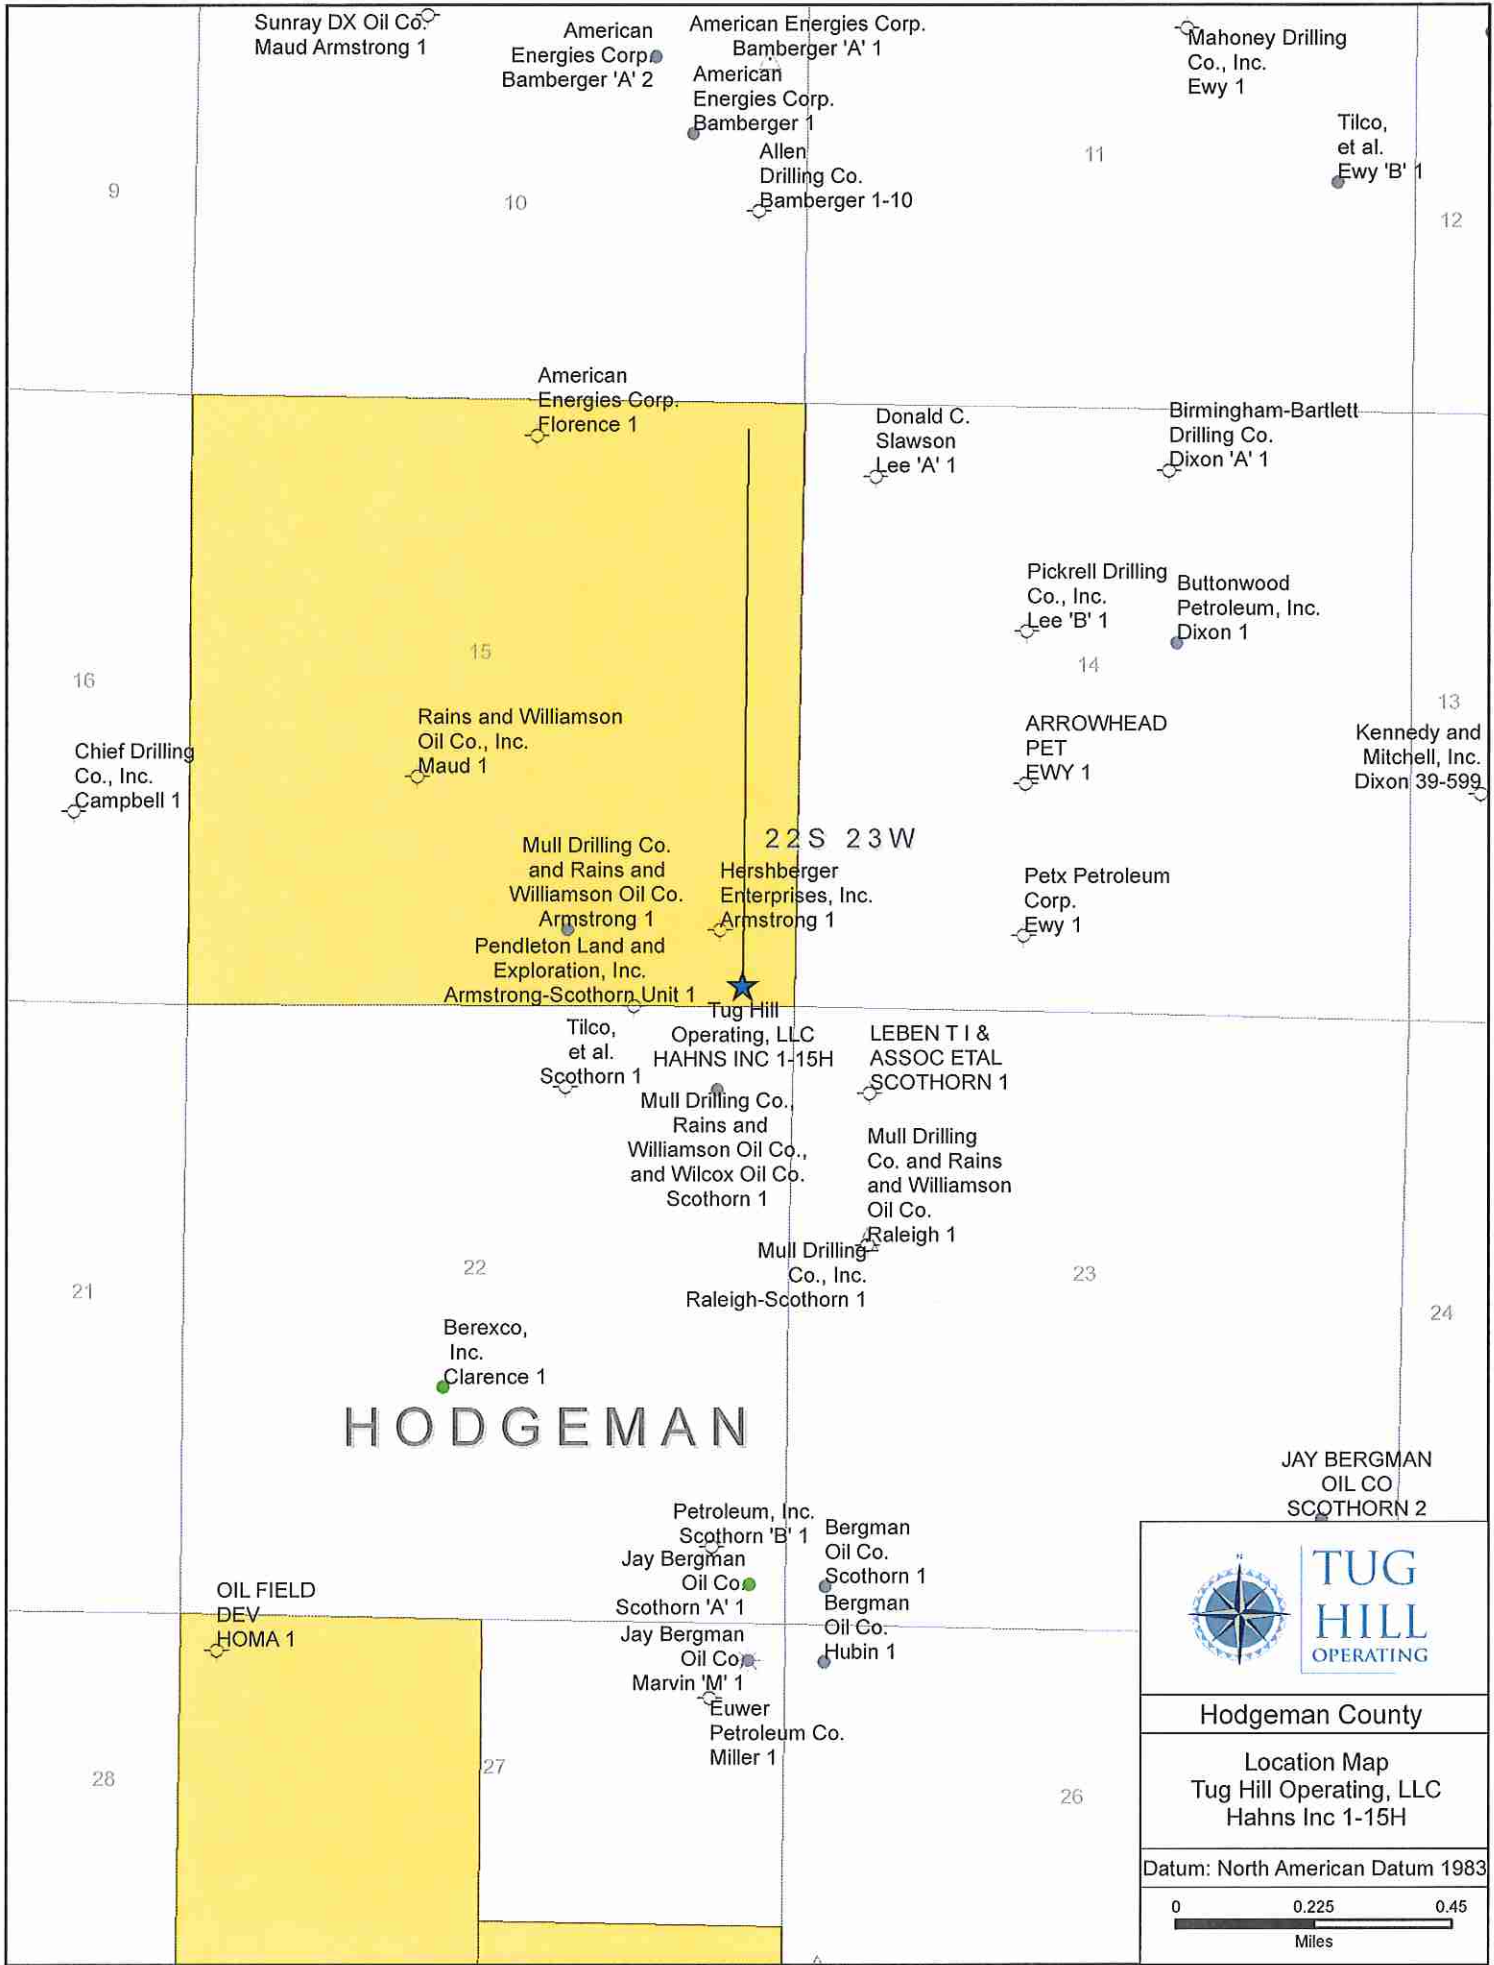 Sunray DX Oil Co.
Maud Armstrong 1
American
Energies Corp.
Bamberger 'A' 2
American Energies Corp.
Bamberger 'A' 1
American
Energies Corp.
Bamberger 1
Allen
Drilling Co.
Bamberger 1-10
Mahoney Drilling
Co., Inc.
Ewy 1
Tilco,
et al.
Ewy 'B' 1
9
10
11
12
American
Energies Corp.
Florence 1
Donald C.
Slawson
Lee 'A' 1
Birmingham-Bartlett
Drilling Co.
Dixon 'A' 1
Pickrell Drilling
Co., Inc.
Lee 'B' 1
Buttonwood
Petroleum, Inc.
Dixon 1
16
15
14
13
Chief Drilling
Co., Inc.
Campbell 1
Rains and Williamson
Oil Co., Inc.
Maud 1
ARROWHEAD
PET
EWY 1
Kennedy and
Mitchell, Inc.
Dixon 39-599
22S 23W
Mull Drilling Co.
and Rains and
Williamson Oil Co.
Armstrong 1
Hershberger
Enterprises, Inc.
Armstrong 1
Petx Petroleum
Corp.
Ewy 1
Pendleton Land and
Exploration, Inc.
Armstrong-Scothorn Unit 1
Tug Hill
Operating, LLC
HAHNS INC 1-15H
Tilco,
et al.
Scothorn 1
LEBEN T I &
ASSOC ETAL
SCOTHORN 1
Mull Drilling Co.,
Rains and
Williamson Oil Co.,
and Wilcox Oil Co.
Scothorn 1
Mull Drilling
Co. and Rains
and Williamson
Oil Co.
Raleigh 1
Mull Drilling
Co., Inc.
Raleigh-Scothorn 1
21
22
23
24
Berexco,
Inc.
Clarence 1
HODGEMAN
JAY BERGMAN
OIL CO
SCOTHORN 2
Petroleum, Inc.
Scothorn 'B' 1
Jay Bergman
Oil Co.
Scothorn 'A' 1
Bergman
Oil Co.
Scothorn 1
Bergman
Oil Co.
Hubin 1
OIL FIELD
DEV
HOMA 1
Jay Bergman
Oil Co.
Marvin 'M' 1
Euwer
Petroleum Co.
Miller 1
28
27
26
N
TUG
HILL
OPERATING
Hodgeman County
Location Map
Tug Hill Operating, LLC
Hahns Inc 1-15H
Datum: North American Datum 1983
0 0.225 0.45
Miles